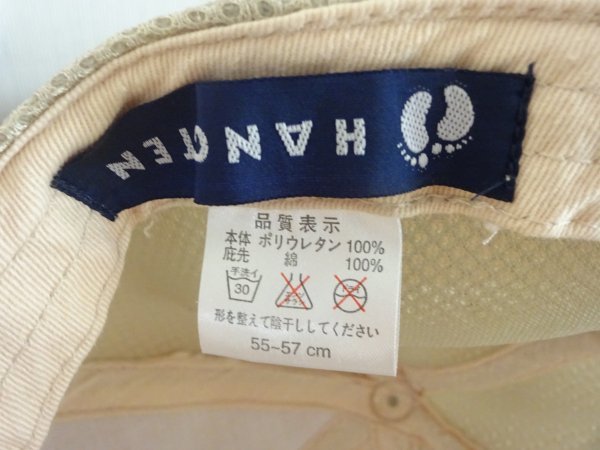 HANG TEN
品質表示
本体 ポリウレタン 100%
庇先 綿 100%
手洗イ
30
形を整えて陰干ししてください
55~57 cm